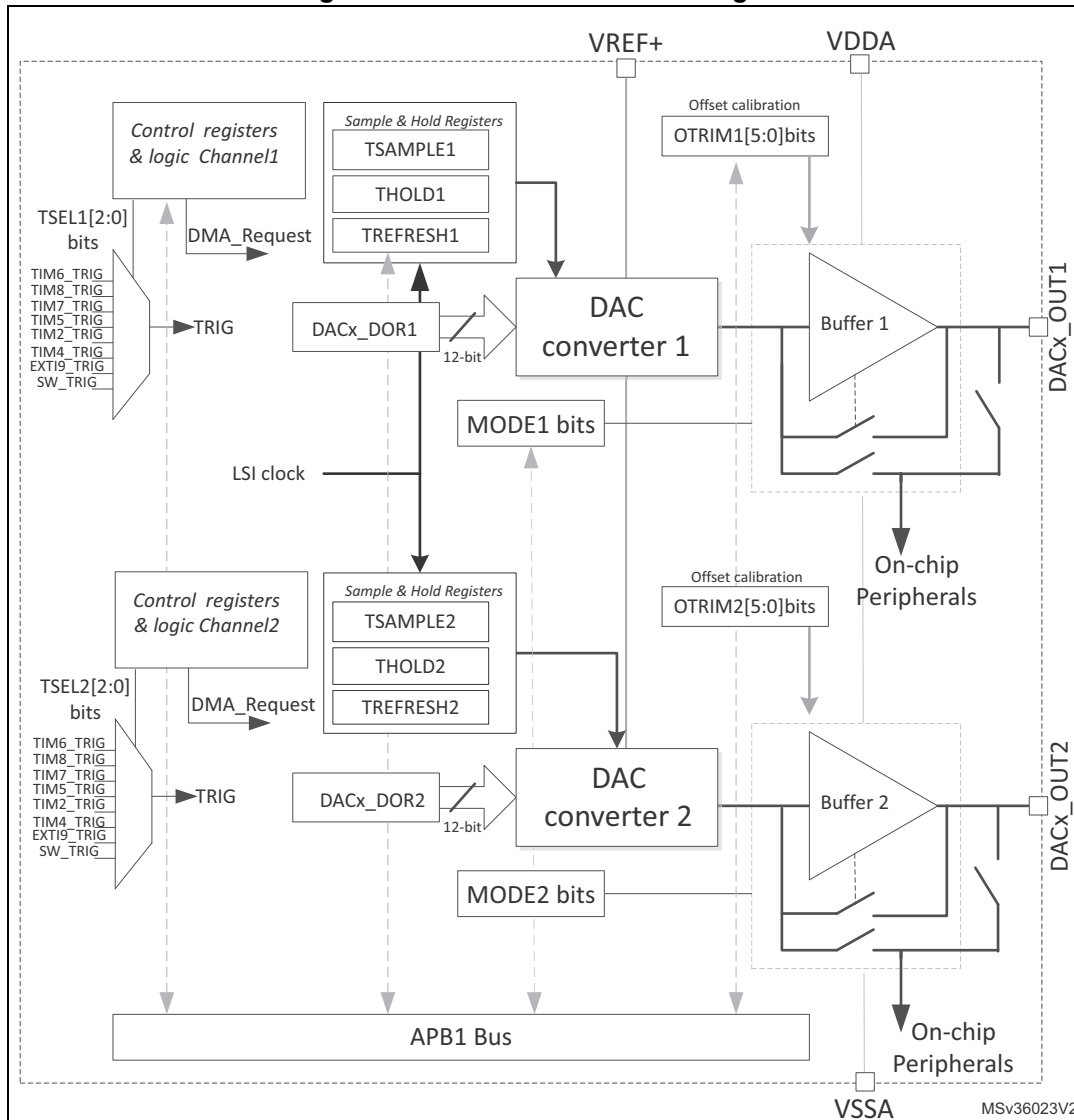 VREF+
VDDA
Control registers
& logic Channel1
Sample & Hold Registers
TSAMPLE1
THOLD1
TREFRESH1
Offset calibration
OTRIM1[5:0]bits
TSEL1[2:0]
bits
DMA_Request
TIM6_TRIG
TIM8_TRIG
TIM7_TRIG
TIM5_TRIG
TIM2_TRIG
TIM4_TRIG
EXTI9_TRIG
SW_TRIG
TRIG
DACx_DOR1
12-bit
DAC
converter 1
Buffer 1
DACx_OUT1
MODE1 bits
LSI clock
On-chip
Peripherals
Control registers
& logic Channel2
Sample & Hold Registers
TSAMPLE2
THOLD2
TREFRESH2
Offset calibration
OTRIM2[5:0]bits
TSEL2[2:0]
bits
DMA_Request
TIM6_TRIG
TIM8_TRIG
TIM7_TRIG
TIM5_TRIG
TIM2_TRIG
TIM4_TRIG
EXTI9_TRIG
SW_TRIG
TRIG
DACx_DOR2
12-bit
DAC
converter 2
Buffer 2
DACx_OUT2
MODE2 bits
APB1 Bus
On-chip
Peripherals
VSSA
MSv36023V2